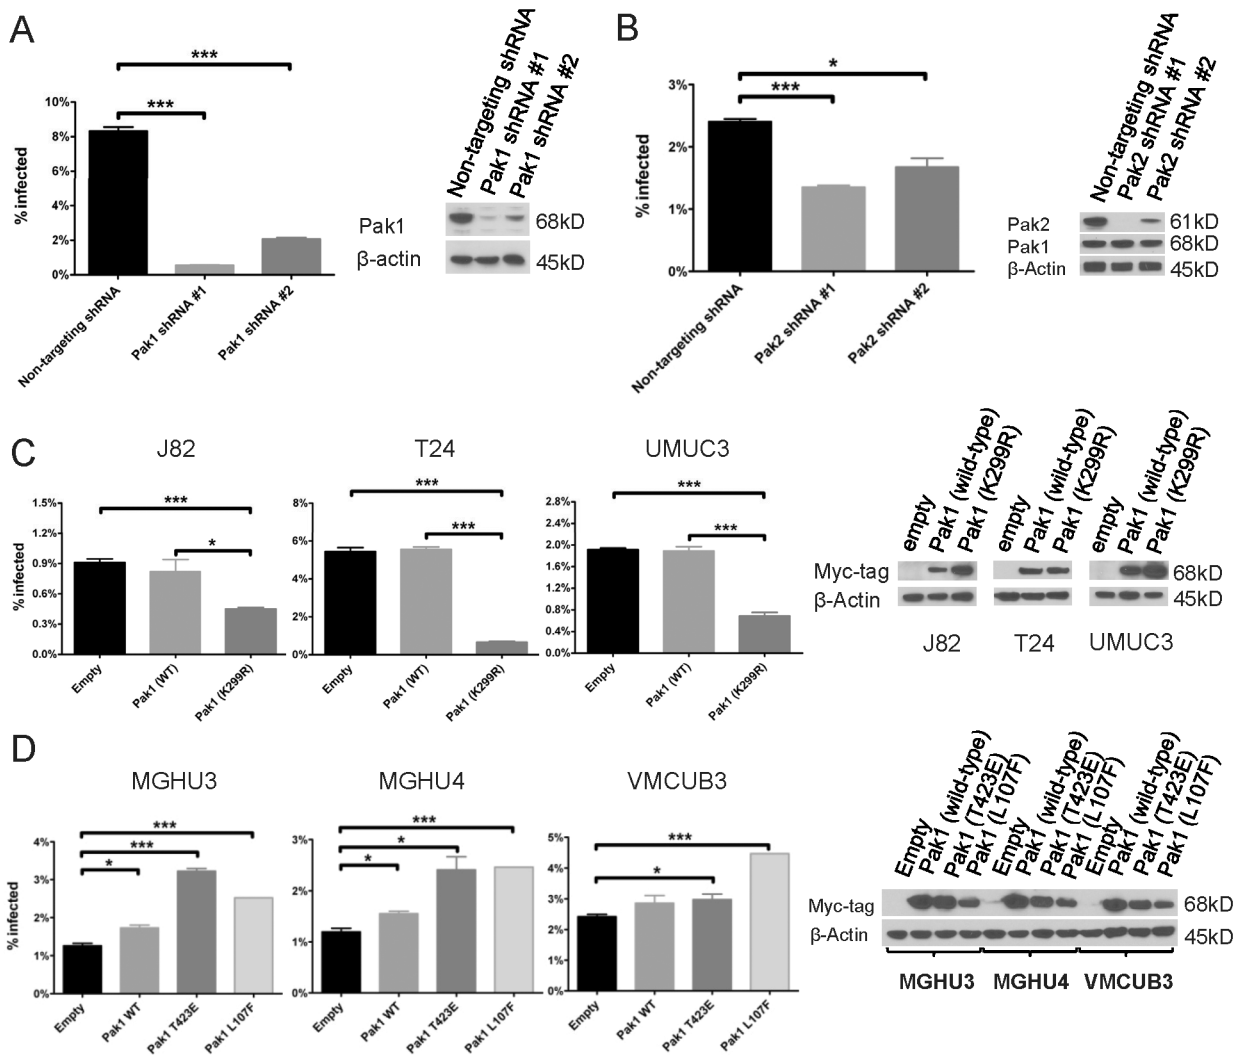 A
***
***
10%
8%
6%
4%
2%
0%
% infected
Non-targeting shRNA
Pak1 shRNA #1
Pak1 shRNA #2
Non-targeting shRNA
Pak1 shRNA #1
Pak1 shRNA #2
Pak1
68kD
β-actin
45kD
B
*
***
3%
2%
1%
0%
% infected
Non-targeting shRNA
Pak2 shRNA #1
Pak2 shRNA #2
Non-targeting shRNA
Pak2 shRNA #1
Pak2 shRNA #2
Pak2
61kD
Pak1
68kD
β-Actin
45kD
C
J82
***
*
1.5%
1.2%
0.9%
0.6%
0.3%
0.0%
% infected
Empty
Pak1 (WT)
Pak1 (K299R)
T24
***
***
8%
6%
4%
2%
0%
Empty
Pak1 (WT)
Pak1 (K299R)
UMUC3
***
***
2.8%
2.4%
2.0%
1.6%
1.2%
0.8%
0.4%
0.0%
Empty
Pak1 (WT)
Pak1 (K299R)
empty
Pak1 (wild-type)
Pak1 (K299R)
empty
Pak1 (wild-type)
Pak1 (K299R)
empty
Pak1 (wild-type)
Pak1 (K299R)
Myc-tag
68kD
β-Actin
45kD
J82
T24
UMUC3
D
MGHU3
***
***
*
4%
3%
2%
1%
0%
% infected
Empty
Pak1 WT
Pak1 T423E
Pak1 L107F
MGHU4
***
*
*
3%
2%
1%
0%
Empty
Pak1 WT
Pak1 T423E
Pak1 L107F
VMCUB3
***
*
5%
4%
3%
2%
1%
0%
Empty
Pak1 WT
Pak1 T423E
Pak1 L107F
Empty
Pak1 (wild-type)
Pak1 (T423E)
Pak1 (L107F)
Empty
Pak1 (wild-type)
Pak1 (T423E)
Pak1 (L107F)
Empty
Pak1 (wild-type)
Pak1 (T423E)
Pak1 (L107F)
Myc-tag
68kD
β-Actin
45kD
MGHU3
MGHU4
VMCUB3